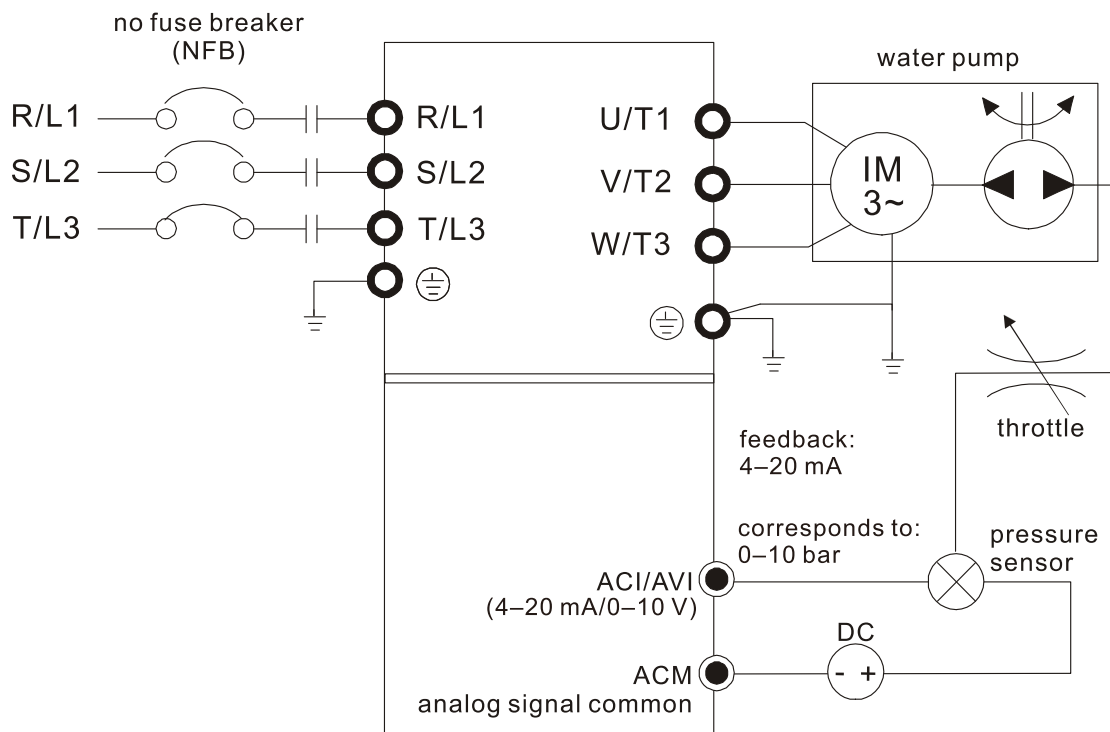 no fuse breaker
(NFB)
water pump
R/L1
R/L1
U/T1
S/L2
S/L2
V/T2
IM
3~
T/L3
T/L3
W/T3
throttle
feedback:
4–20 mA
corresponds to:
0–10 bar
pressure
sensor
ACI/AVI
(4–20 mA/0–10 V)
DC
- +
ACM
analog signal common